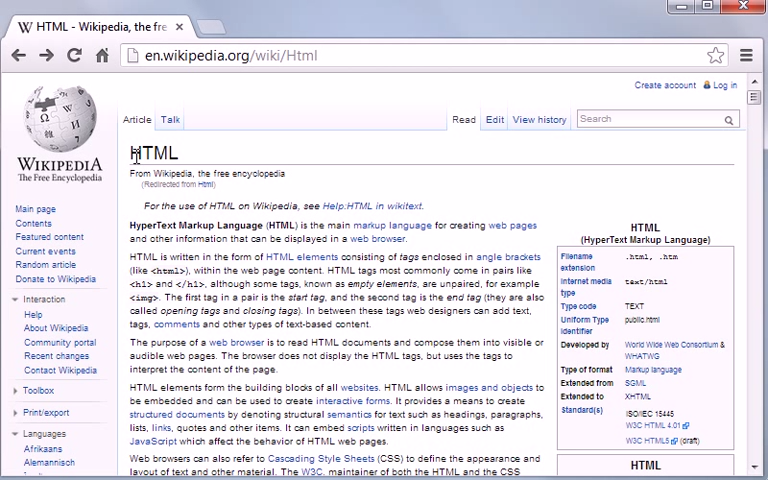 HTML - Wikipedia, the fre
en.wikipedia.org/wiki/Html
Create account Log in
Article Talk Read Edit View history Search
WIKIPEDIA
The Free Encyclopedia
Main page
Contents
Featured content
Current events
Random article
Donate to Wikipedia
Interaction
Help
About Wikipedia
Community portal
Recent changes
Contact Wikipedia
Toolbox
Print/export
Languages
Afrikaans
Alemannisch
HTML
From Wikipedia, the free encyclopedia
(Redirected from Html)
For the use of HTML on Wikipedia, see Help:HTML in wikitext.
HyperText Markup Language (HTML) is the main markup language for creating web pages
and other information that can be displayed in a web browser.
HTML is written in the form of HTML elements consisting of tags enclosed in angle brackets
(like <html>), within the web page content. HTML tags most commonly come in pairs like
<h1> and </h1>, although some tags, known as empty elements, are unpaired, for example
<img>. The first tag in a pair is the start tag, and the second tag is the end tag (they are also
called opening tags and closing tags). In between these tags web designers can add text,
tags, comments and other types of text-based content.
The purpose of a web browser is to read HTML documents and compose them into visible or
audible web pages. The browser does not display the HTML tags, but uses the tags to
interpret the content of the page.
HTML elements form the building blocks of all websites. HTML allows images and objects to
be embedded and can be used to create interactive forms. It provides a means to create
structured documents by denoting structural semantics for text such as headings, paragraphs,
lists, links, quotes and other items. It can embed scripts written in languages such as
JavaScript which affect the behavior of HTML web pages.
Web browsers can also refer to Cascading Style Sheets (CSS) to define the appearance and
layout of text and other material. The W3C, maintainer of both the HTML and the CSS
HTML
(HyperText Markup Language)
Filename extension .html, .htm
Internet media type text/html
Type code TEXT
Uniform Type Identifier public.html
Developed by World Wide Web Consortium & WHATWG
Type of format Markup language
Extended from SGML
Extended to XHTML
Standard(s) ISO/IEC 15445
W3C HTML 4.01
W3C HTML5 (draft)
HTML